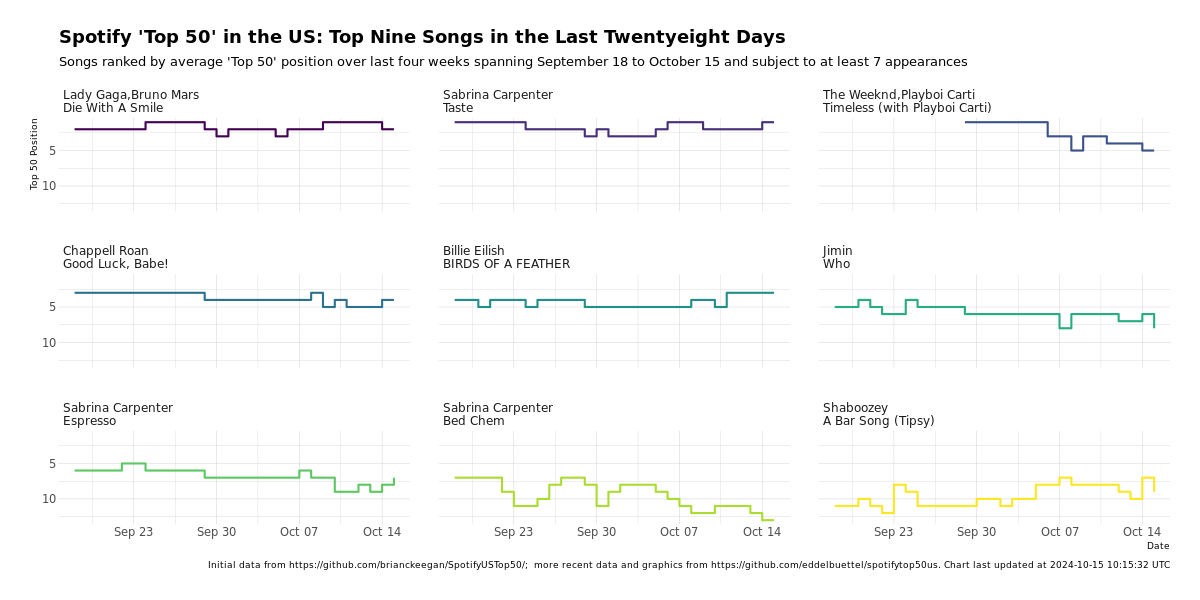 Spotify 'Top 50' in the US: Top Nine Songs in the Last Twentyeight Days
Songs ranked by average 'Top 50' position over last four weeks spanning September 18 to October 15 and subject to at least 7 appearances
Lady Gaga,Bruno Mars
Die With A Smile
Sabrina Carpenter
Taste
The Weeknd,Playboi Carti
Timeless (with Playboi Carti)
Top 50 Position
5
10
Chappell Roan
Good Luck, Babe!
Billie Eilish
BIRDS OF A FEATHER
Jimin
Who
5
10
Sabrina Carpenter
Espresso
Sabrina Carpenter
Bed Chem
Shaboozey
A Bar Song (Tipsy)
5
10
Sep 23 Sep 30 Oct 07 Oct 14
Sep 23 Sep 30 Oct 07 Oct 14
Sep 23 Sep 30 Oct 07 Oct 14
Date
Initial data from https://github.com/brianckeegan/SpotifyUSTop50/; more recent data and graphics from https://github.com/eddelbuettel/spotifytop50us. Chart last updated at 2024-10-15 10:15:32 UTC